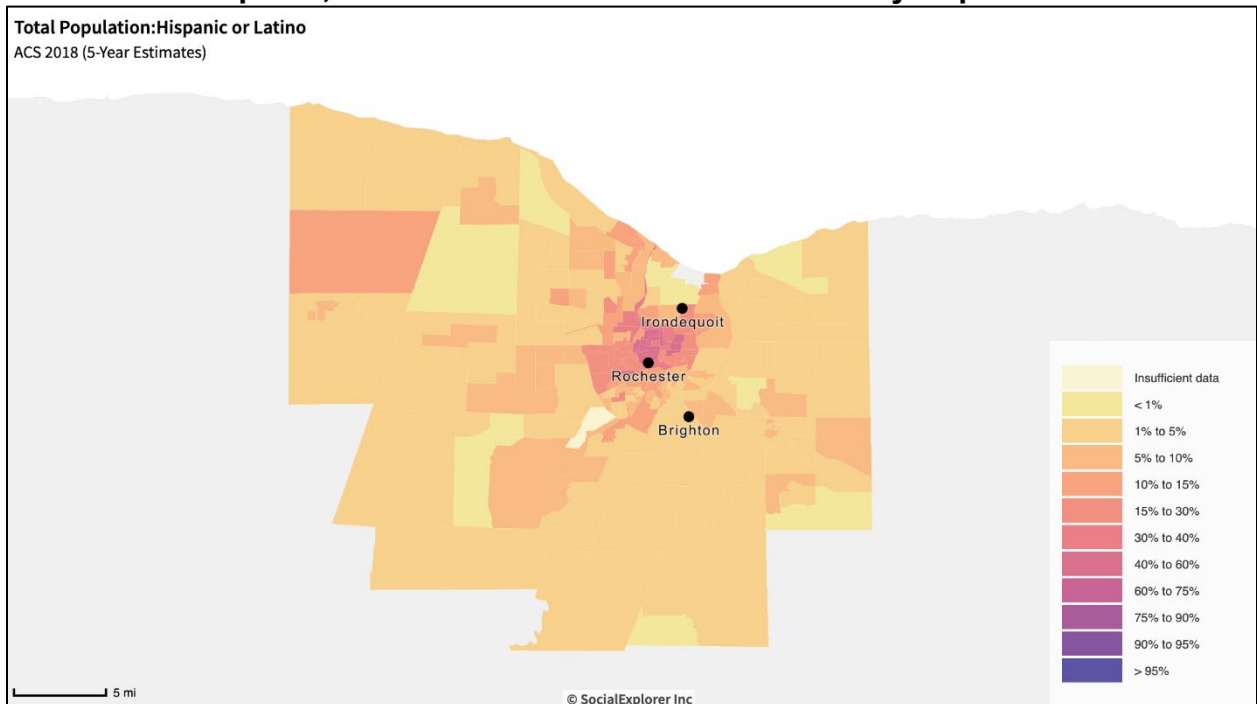 Total Population:Hispanic or Latino
ACS 2018 (5-Year Estimates)
Irondequoit
Rochester
Brighton
Insufficient data
< 1%
1% to 5%
5% to 10%
10% to 15%
15% to 30%
30% to 40%
40% to 60%
60% to 75%
75% to 90%
90% to 95%
> 95%
5 mi
© SocialExplorer Inc